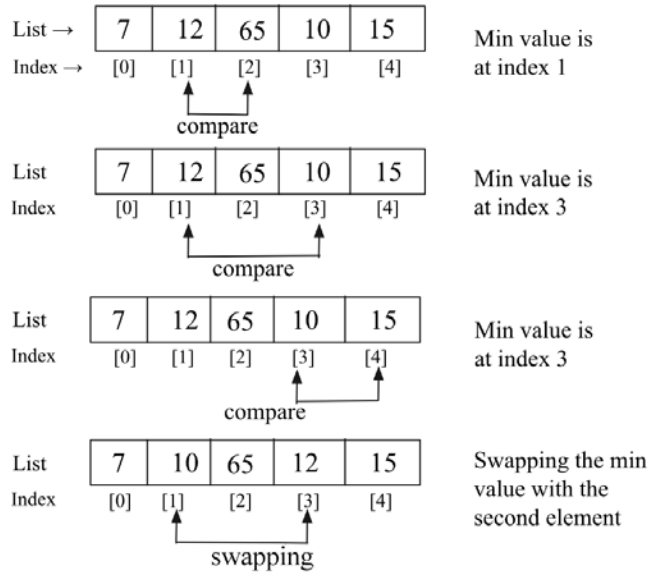 List → 7 12 65 10 15
Index → [0] [1] [2] [3] [4]
compare
Min value is
at index 1
List 7 12 65 10 15
Index [0] [1] [2] [3] [4]
compare
Min value is
at index 3
List 7 12 65 10 15
Index [0] [1] [2] [3] [4]
compare
Min value is
at index 3
List 7 10 65 12 15
Index [0] [1] [2] [3] [4]
swapping
Swapping the min
value with the
second element